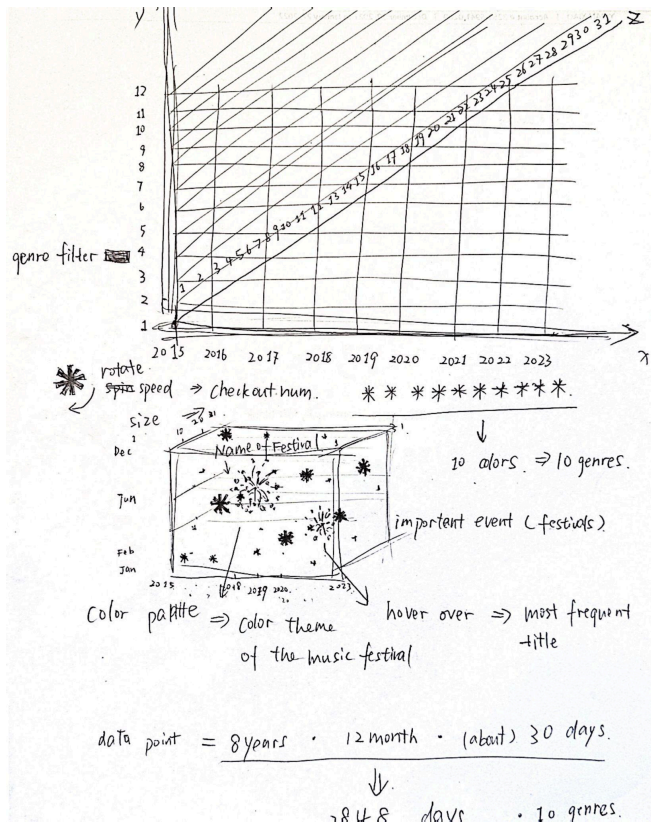 y
z
12
11
10
9
8
7
6
5
4
3
2
1
1 2 3 4 5 6 7 8 9 10 11 12 13 14 15 16 17 18 19 20 21 22 23 24 25 26 27 28 29 30 31
genre filter
2015 2016 2017 2018 2019 2020 2021 2022 2023
x
rotate
speed ⇒ checkout num.
size
10 colors ⇒ 10 genres.
Dec
Name of Festival
Jun
importent event (festivals)
Feb
Jan
2015 2018 2019 2020 2023
Color palitte ⇒ color theme
of the music festival
hover over ⇒ most frequent
title
data point = 8 years · 12 month · (about) 30 days.
2848 days · 10 genres.